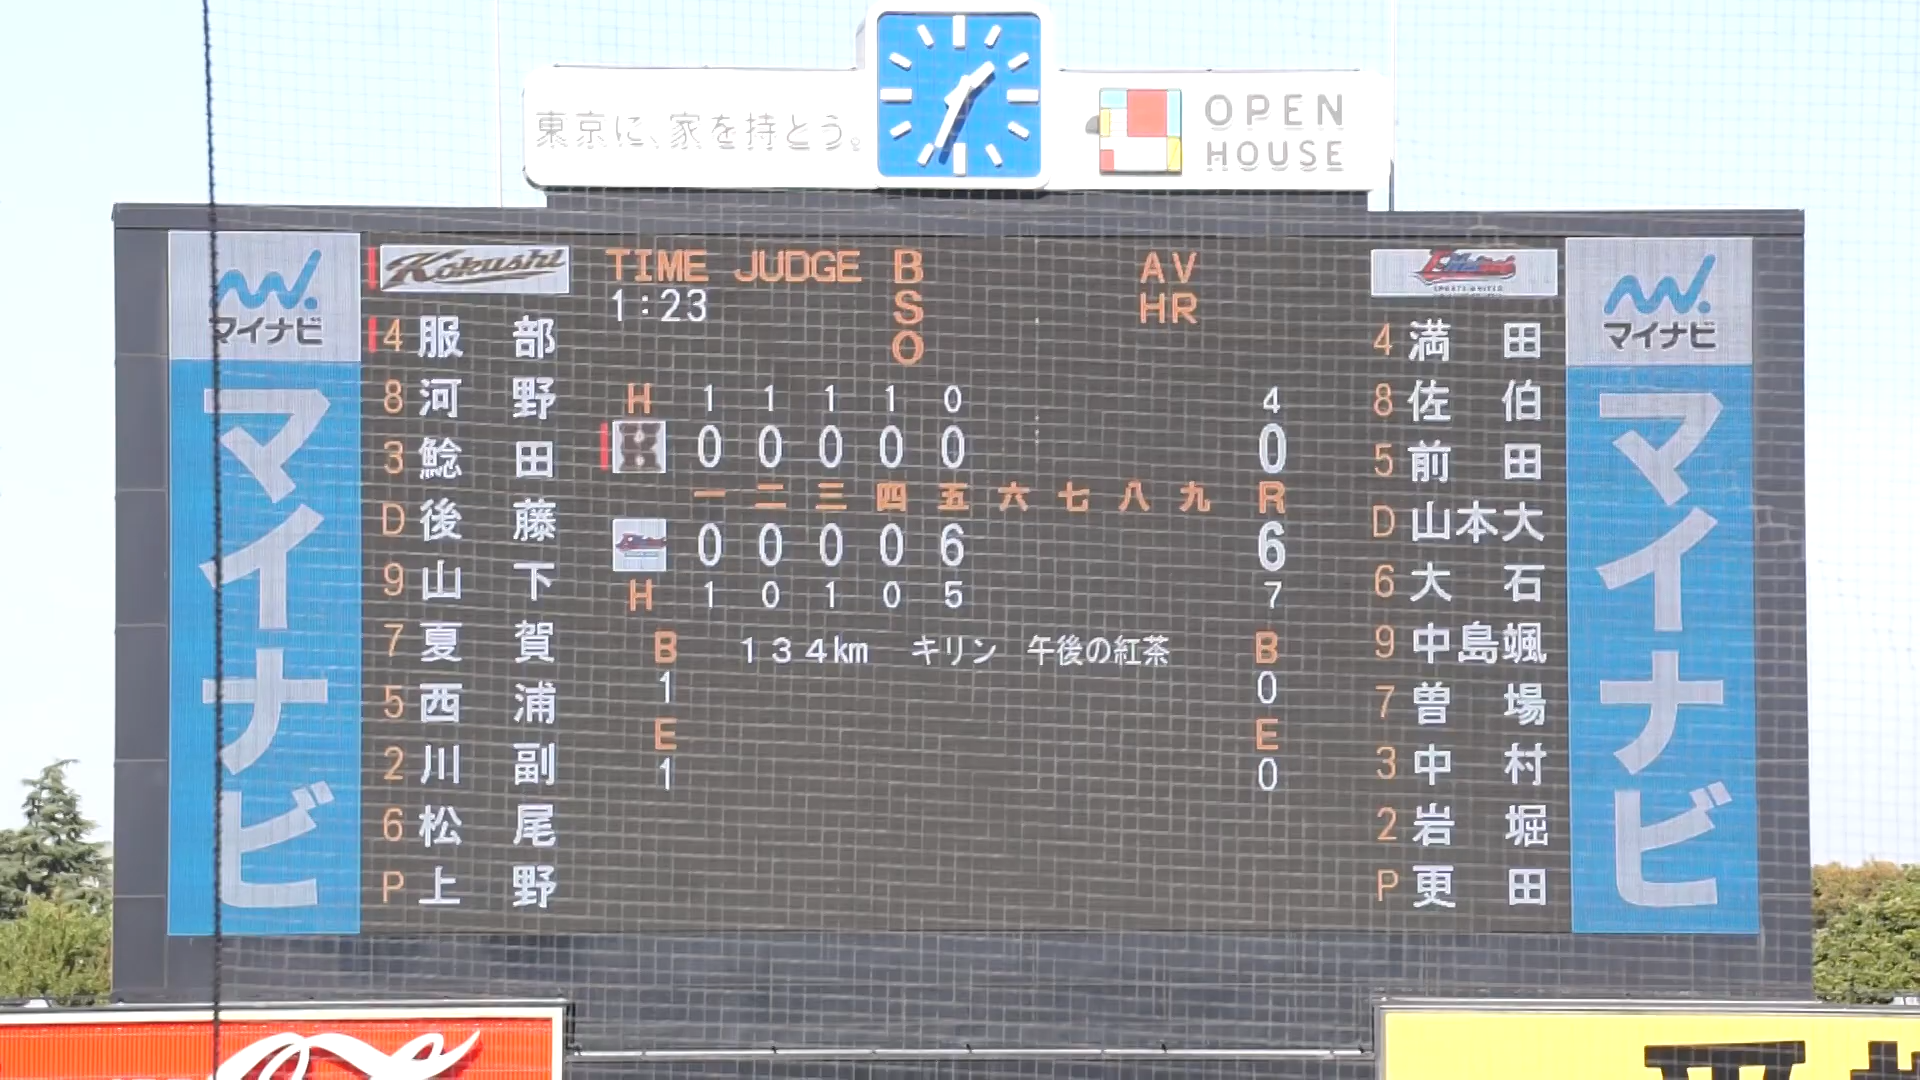 東京に、家を持とう。
OPEN
HOUSE
マイナビ
マイナビ
Kokushi
4 服部
8 河野
3 鯰田
D 後藤
9 山下
7 夏賀
5 西浦
2 川副
6 松尾
P 上野
TIME JUDGE B
1:23 S
O
AV
HR
H 1 1 1 1 0 4
0 0 0 0 0 0
一 二 三 四 五 六 七 八 九 R
0 0 0 0 6 6
H 1 0 1 0 5 7
B 134km キリン 午後の紅茶 B
1 0
E E
1 0
4 満田
8 佐伯
5 前田
D 山本大
6 大石
9 中島颯
7 曽場
3 中村
2 岩堀
P 更田
マイナビ
マイナビ